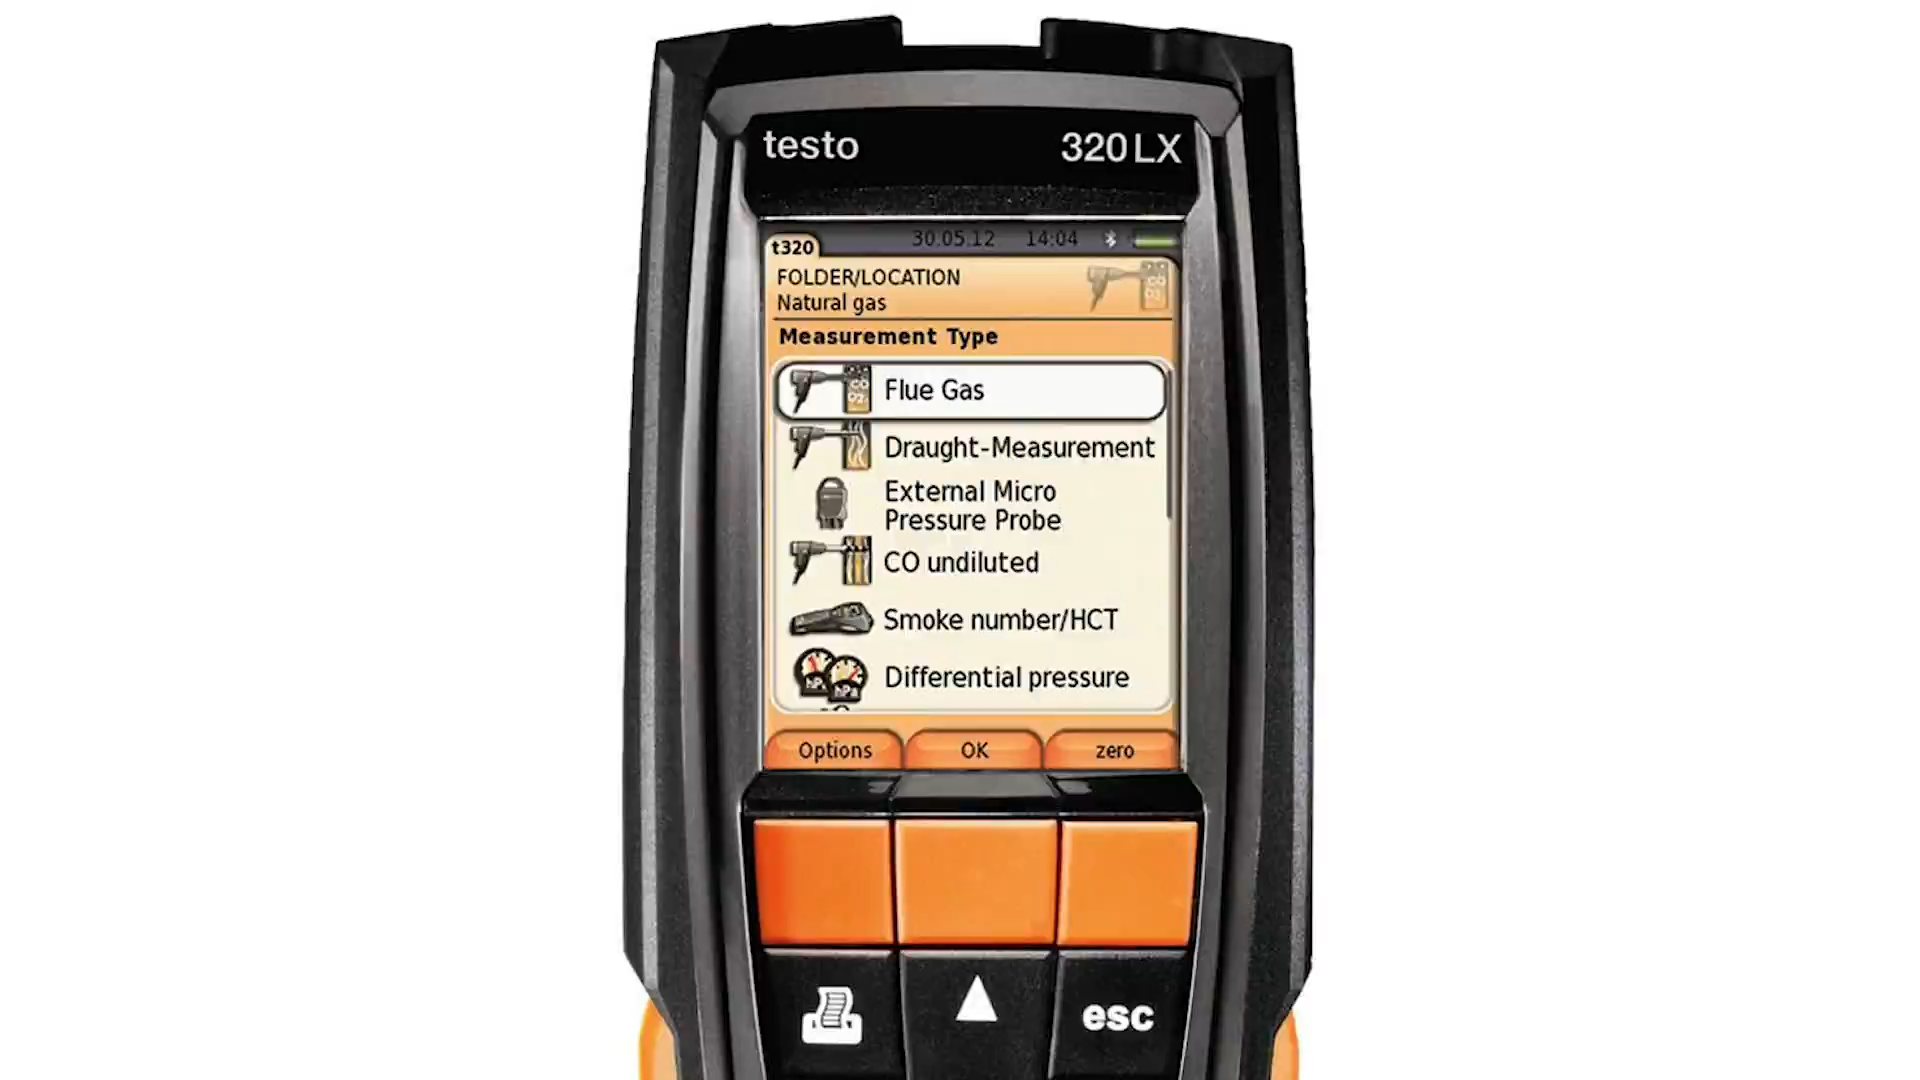 testo 320LX
t320 30.05.12 14:04
FOLDER/LOCATION
Natural gas
Measurement Type
Flue Gas
Draught-Measurement
External Micro
Pressure Probe
CO undiluted
Smoke number/HCT
Differential pressure
Options OK zero
esc